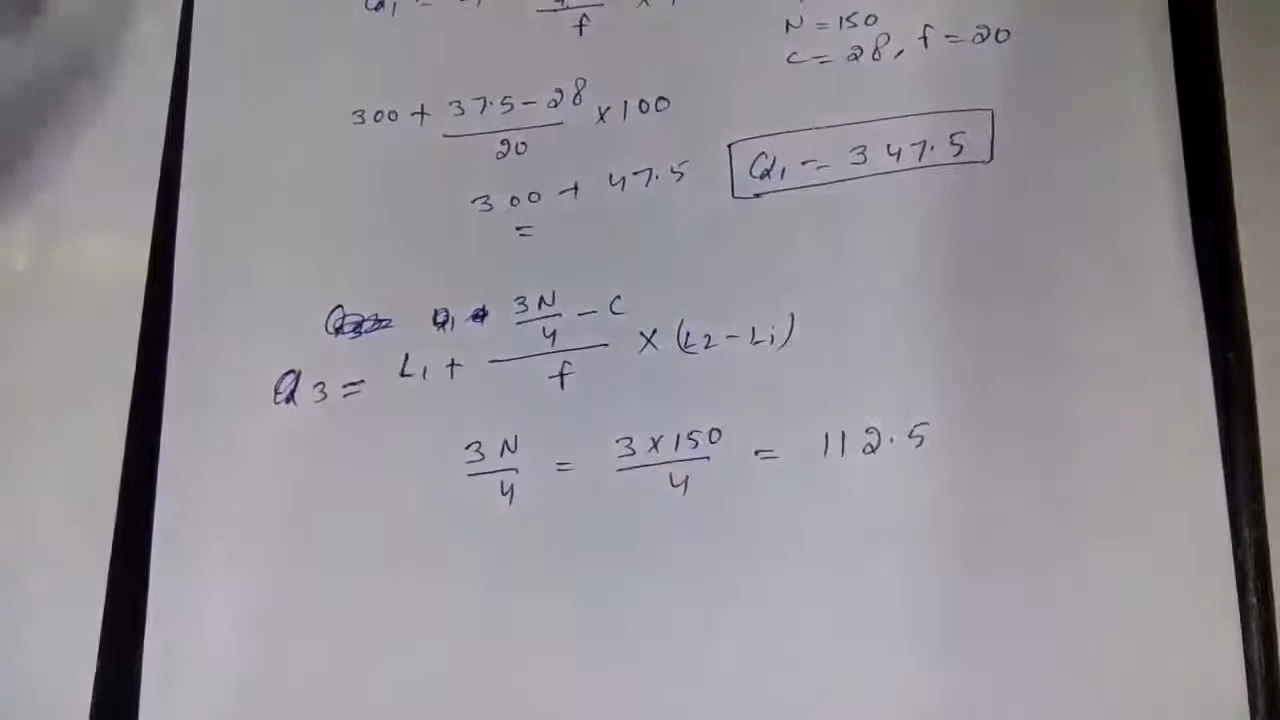 f
N = 150
C = 28, f = 20
300 + 37.5 - 28 / 20 × 100
300 + 47.5
=
Q₁ = 347.5
Q3 = L₁ + 3N/4 - C / f × (L2 - L1)
3N/4 = 3 × 150 / 4 = 112.5